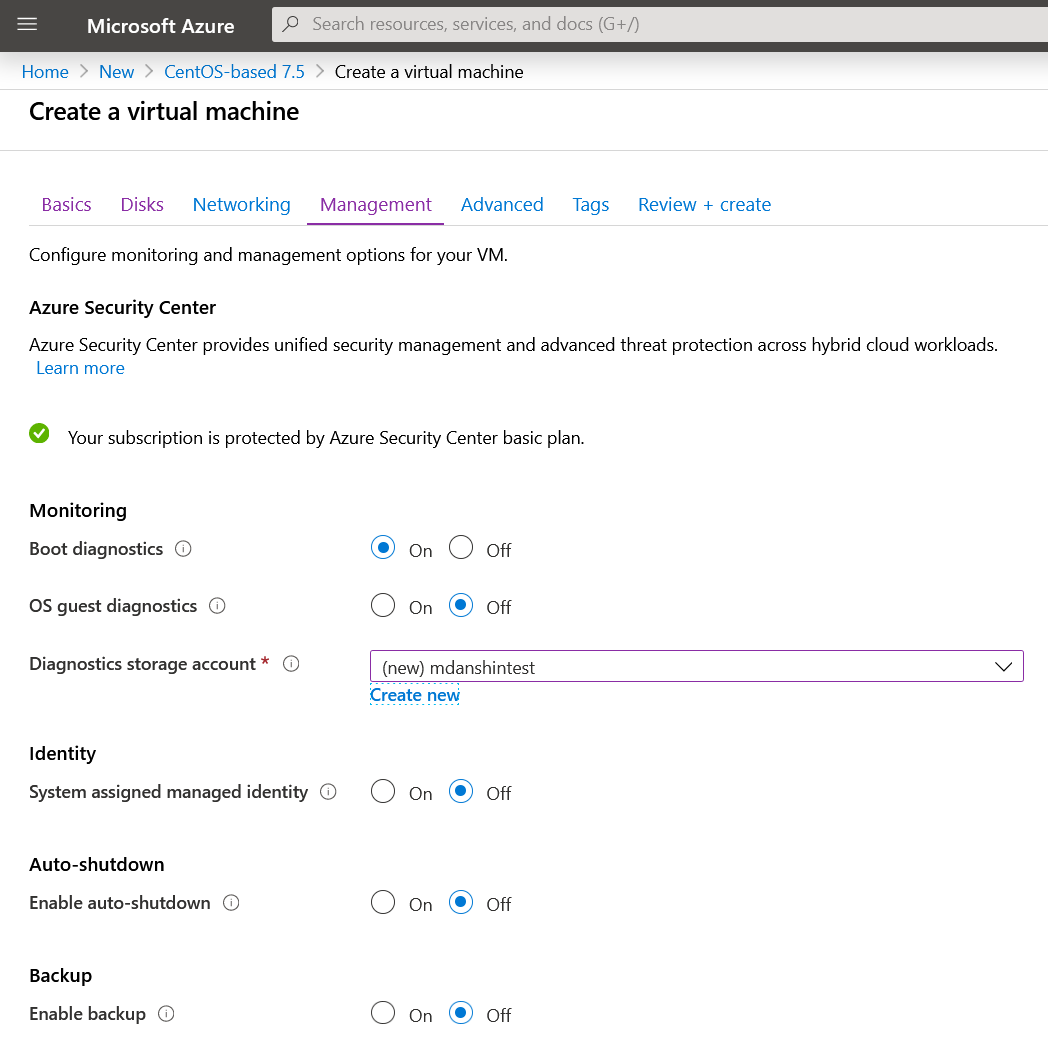 Microsoft Azure
Search resources, services, and docs (G+/)
Home > New > CentOS-based 7.5 > Create a virtual machine
Create a virtual machine
Basics Disks Networking Management Advanced Tags Review + create
Configure monitoring and management options for your VM.
Azure Security Center
Azure Security Center provides unified security management and advanced threat protection across hybrid cloud workloads.
Learn more
Your subscription is protected by Azure Security Center basic plan.
Monitoring
Boot diagnostics On Off
OS guest diagnostics On Off
Diagnostics storage account * (new) mdanshintest
Create new
Identity
System assigned managed identity On Off
Auto-shutdown
Enable auto-shutdown On Off
Backup
Enable backup On Off